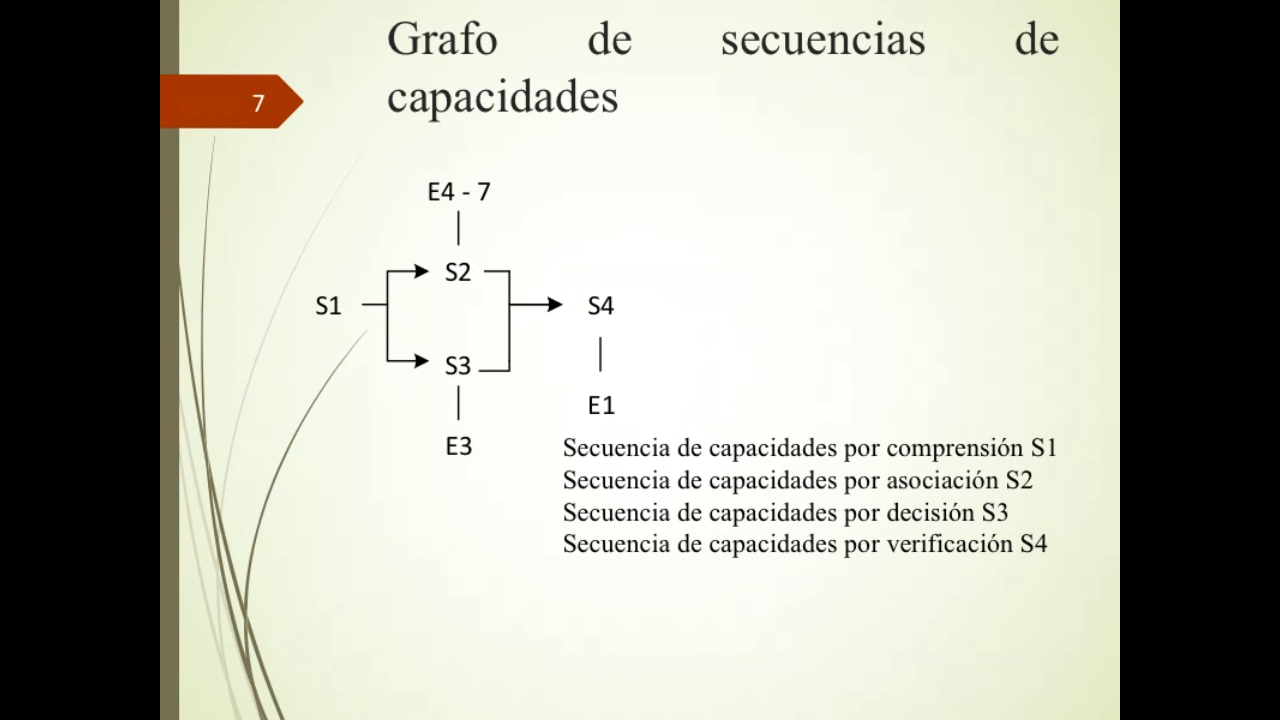 Grafo de secuencias de
capacidades
7
E4 - 7
S2
S1
S4
S3
E1
E3
Secuencia de capacidades por comprensión S1
Secuencia de capacidades por asociación S2
Secuencia de capacidades por decisión S3
Secuencia de capacidades por verificación S4